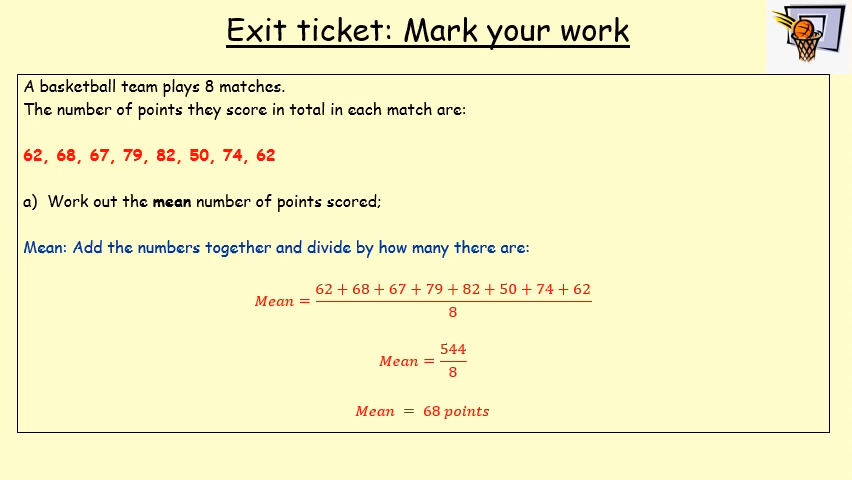 Exit ticket: Mark your work
A basketball team plays 8 matches.
The number of points they score in total in each match are:
62, 68, 67, 79, 82, 50, 74, 62
a) Work out the mean number of points scored;
Mean: Add the numbers together and divide by how many there are:
62 + 68 + 67 + 79 + 82 + 50 + 74 + 62
Mean =
8
544
Mean =
8
Mean = 68 points